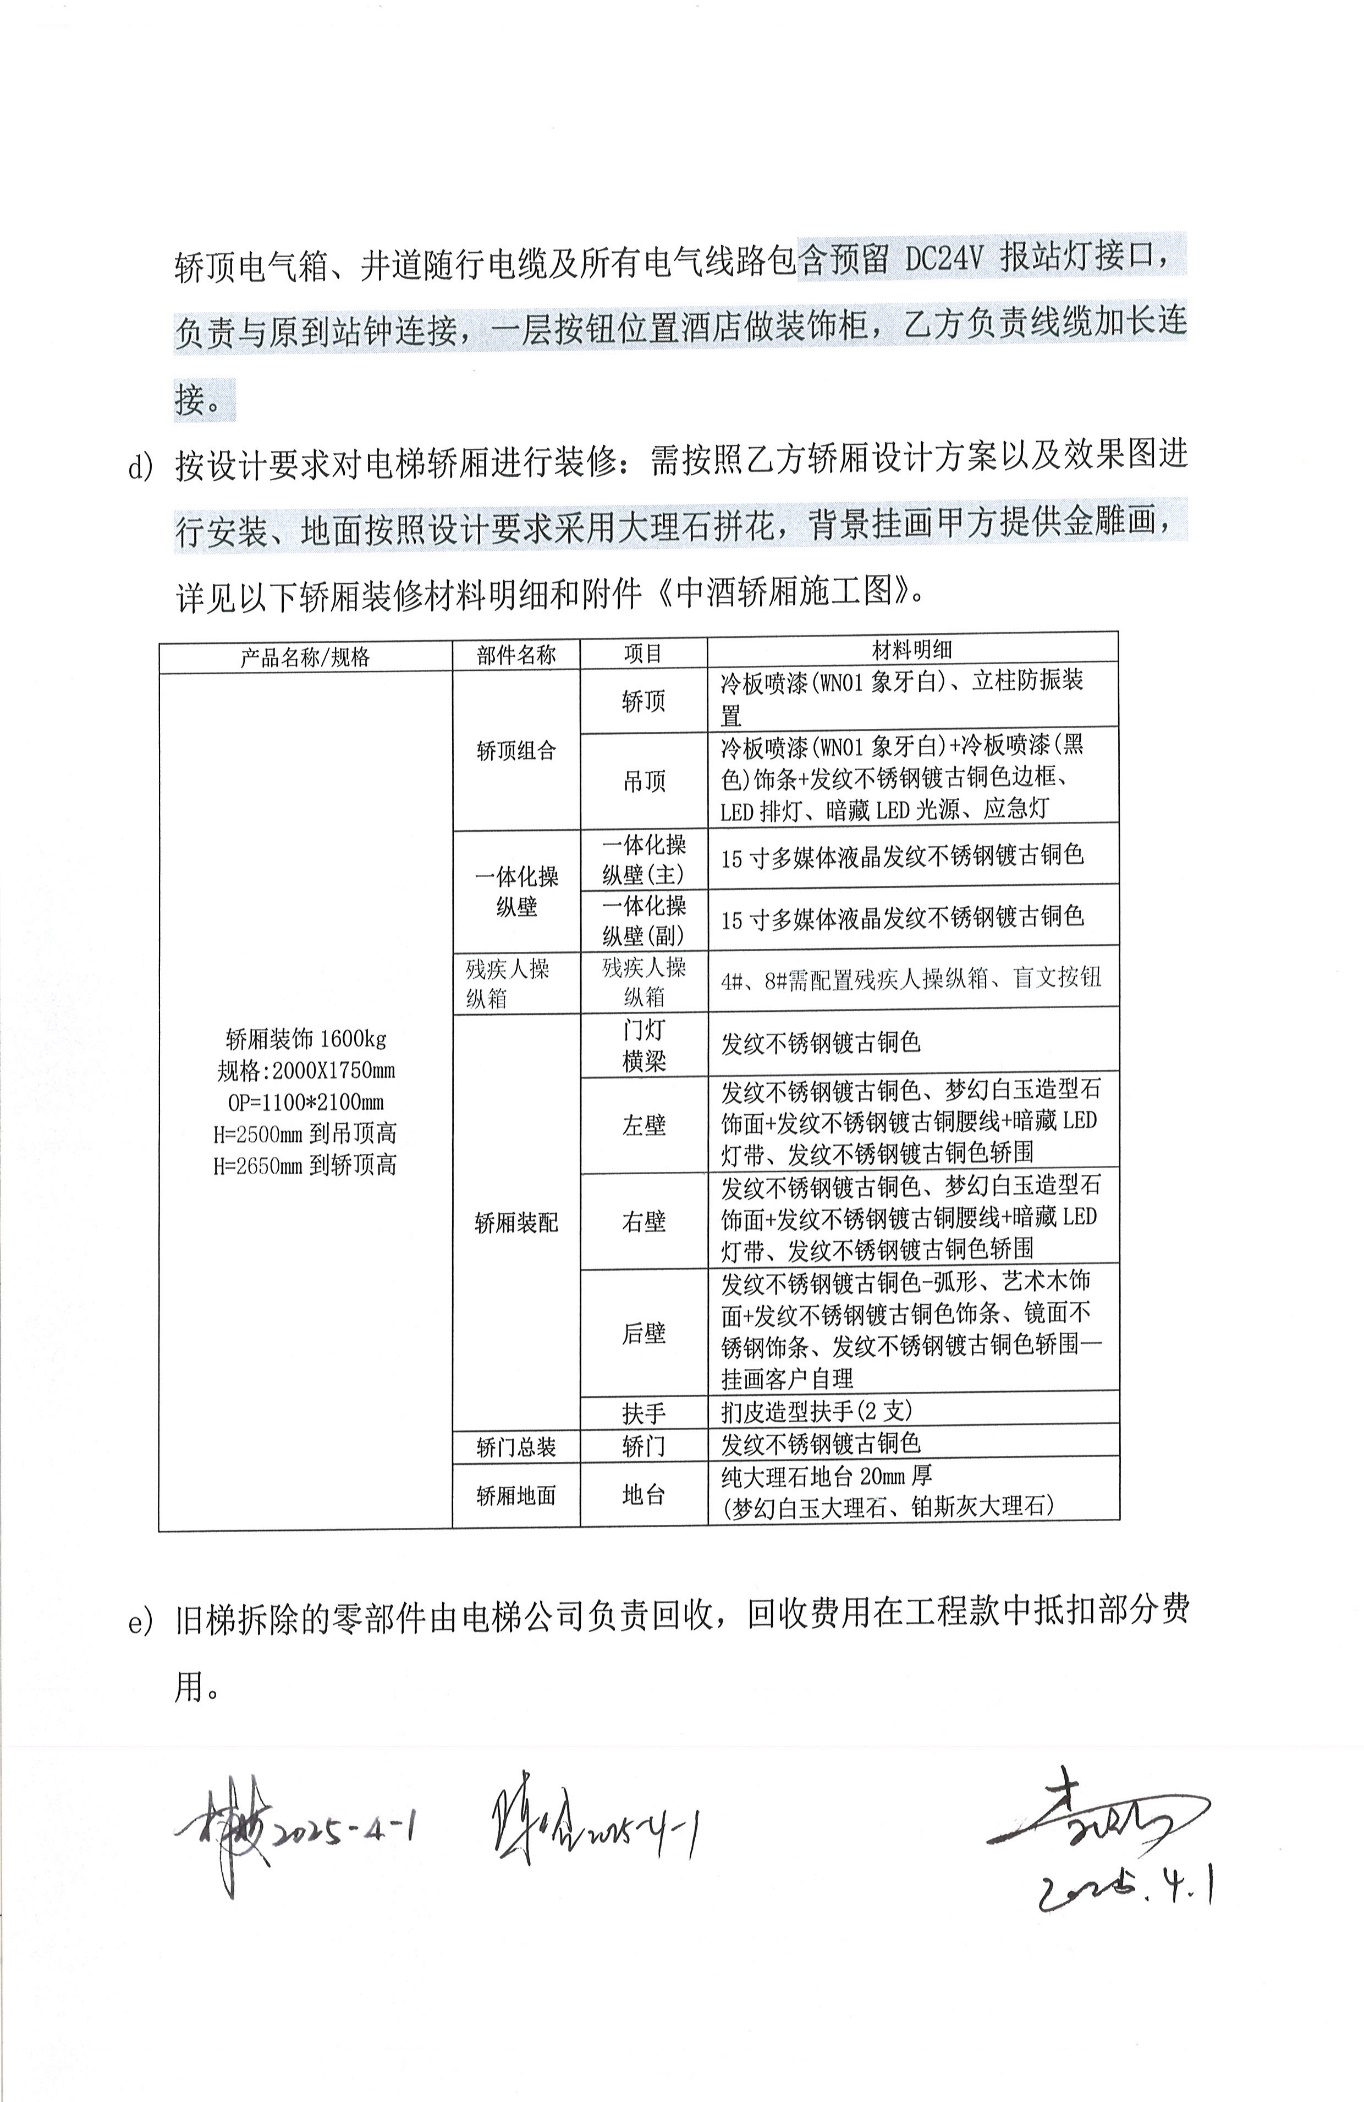 轿顶电气箱、井道随行电缆及所有电气线路包含预留 DC24V 报站灯接口，
负责与原到站钟连接，一层按钮位置酒店做装饰柜，乙方负责线缆加长连
接。
d) 按设计要求对电梯轿厢进行装修：需按照乙方轿厢设计方案以及效果图进
行安装、地面按照设计要求采用大理石拼花，背景挂画甲方提供金雕画，
详见以下轿厢装修材料明细和附件《中酒轿厢施工图》。
产品名称/规格 部件名称 项目 材料明细
轿厢装饰 1600kg
规格:2000X1750mm
OP=1100*2100mm
H=2500mm 到吊顶高
H=2650mm 到轿顶高
轿顶组合
轿顶
冷板喷漆(WN01 象牙白)、立柱防振装
置
吊顶
冷板喷漆(WN01 象牙白)+冷板喷漆(黑
色)饰条+发纹不锈钢镀古铜色边框、
LED 排灯、暗藏 LED 光源、应急灯
一体化操
纵壁
一体化操
纵壁(主)
15 寸多媒体液晶发纹不锈钢镀古铜色
一体化操
纵壁(副)
15 寸多媒体液晶发纹不锈钢镀古铜色
残疾人操
纵箱
残疾人操
纵箱
4#、8#需配置残疾人操纵箱、盲文按钮
轿厢装配
门灯
横梁
发纹不锈钢镀古铜色
左壁
发纹不锈钢镀古铜色、梦幻白玉造型石
饰面+发纹不锈钢镀古铜腰线+暗藏 LED
灯带、发纹不锈钢镀古铜色轿围
右壁
发纹不锈钢镀古铜色、梦幻白玉造型石
饰面+发纹不锈钢镀古铜腰线+暗藏 LED
灯带、发纹不锈钢镀古铜色轿围
后壁
发纹不锈钢镀古铜色-弧形、艺术木饰
面+发纹不锈钢镀古铜色饰条、镜面不
锈钢饰条、发纹不锈钢镀古铜色轿围—
挂画客户自理
扶手
扪皮造型扶手(2 支)
轿门总装
轿门
发纹不锈钢镀古铜色
轿厢地面
地台
纯大理石地台 20mm 厚
(梦幻白玉大理石、铂斯灰大理石)
e) 旧梯拆除的零部件由电梯公司负责回收，回收费用在工程款中抵扣部分费
用。
2025-4-1
2025-4-1
2025.4.1